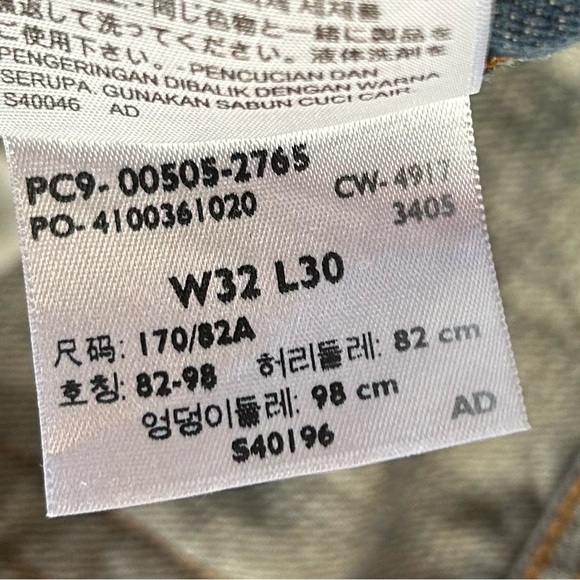 返して洗ってください。同じ色物と一緒に製品を
ご使用下さい。液体洗剤を
PENGERINGAN DIBALIK DENGAN WARNA
SERUPA. GUNAKAN SABUN CUCI CAIR
S40046 AD
PC9-00505-2765
PO-4100361020
CW-4917
3405
W32 L30
尺码: 170/82A
호칭: 82-98
허리둘레: 82 cm
엉덩이둘레: 98 cm
S40196
AD